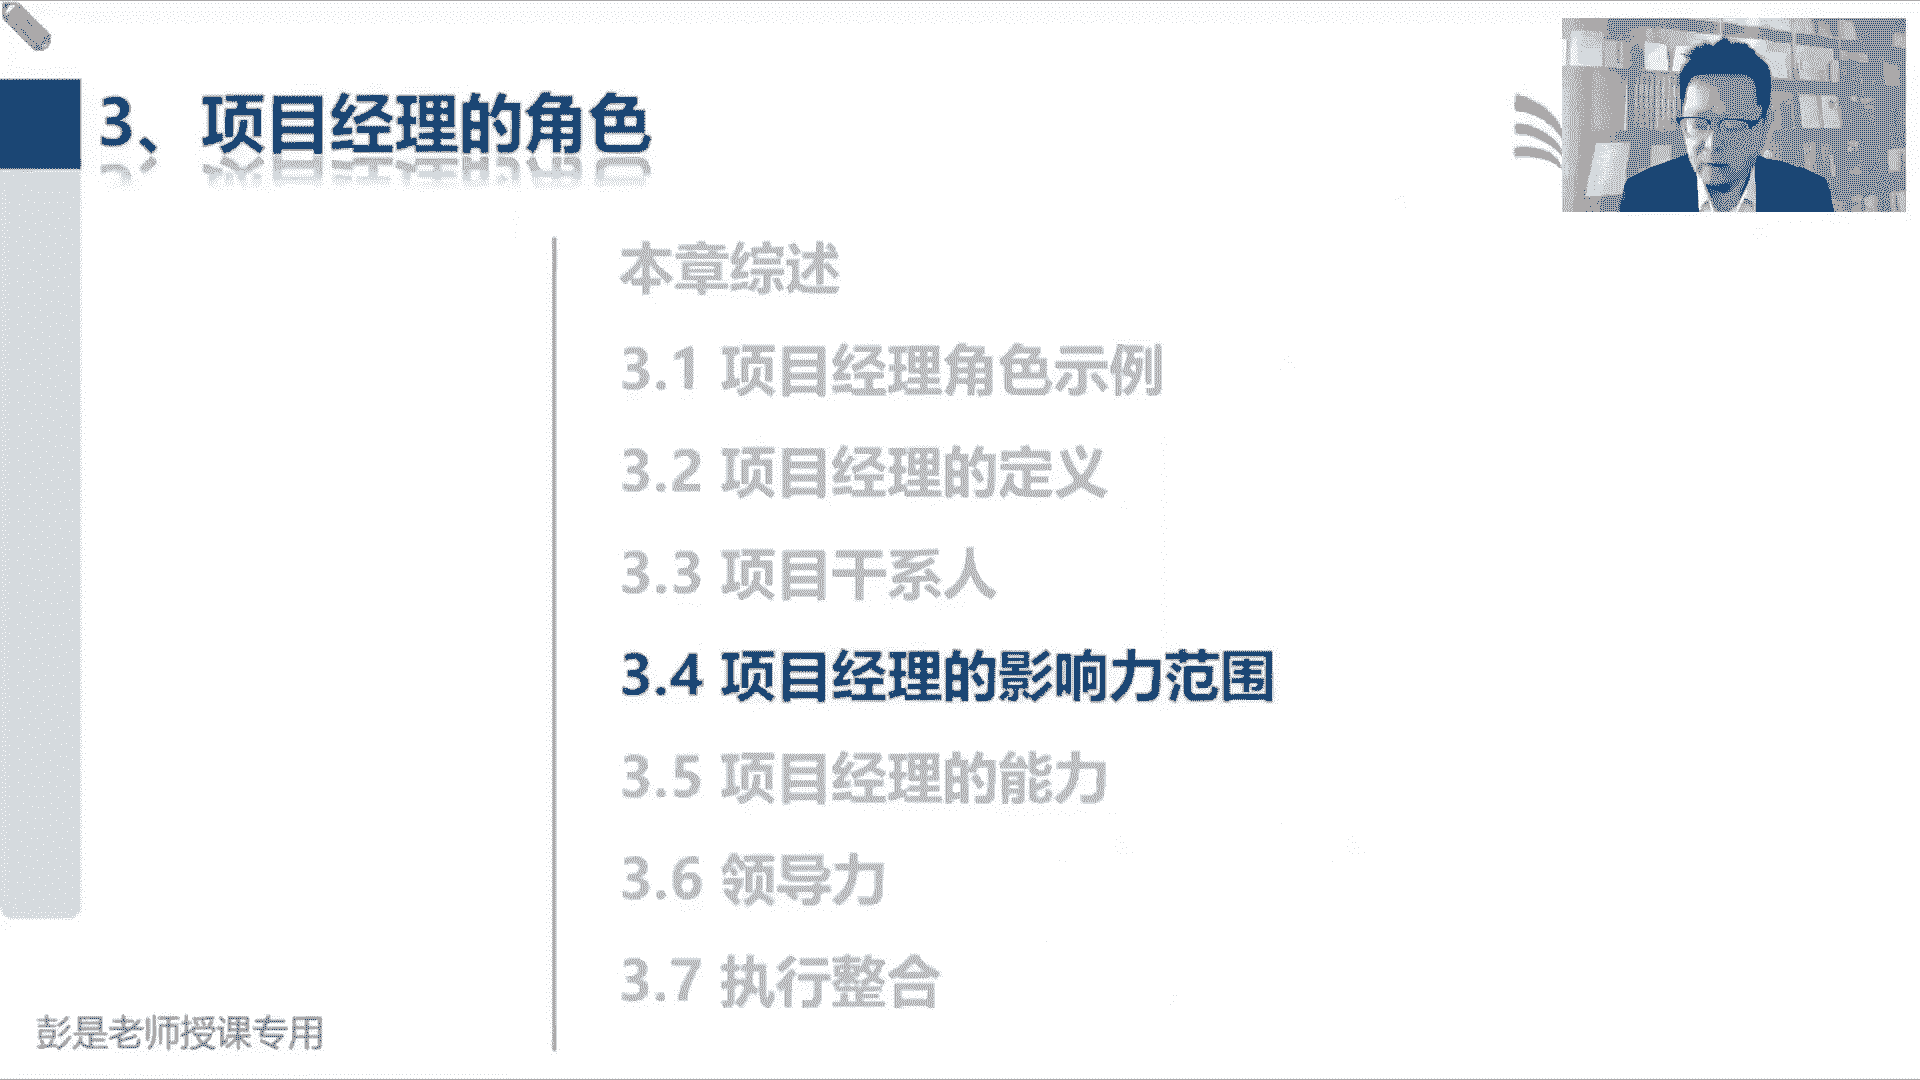 3、项目经理的角色
本章综述
3.1 项目经理角色示例
3.2 项目经理的定义
3.3 项目干系人
3.4 项目经理的影响力范围
3.5 项目经理的能力
3.6 领导力
3.7 执行整合
彭是老师授课专用